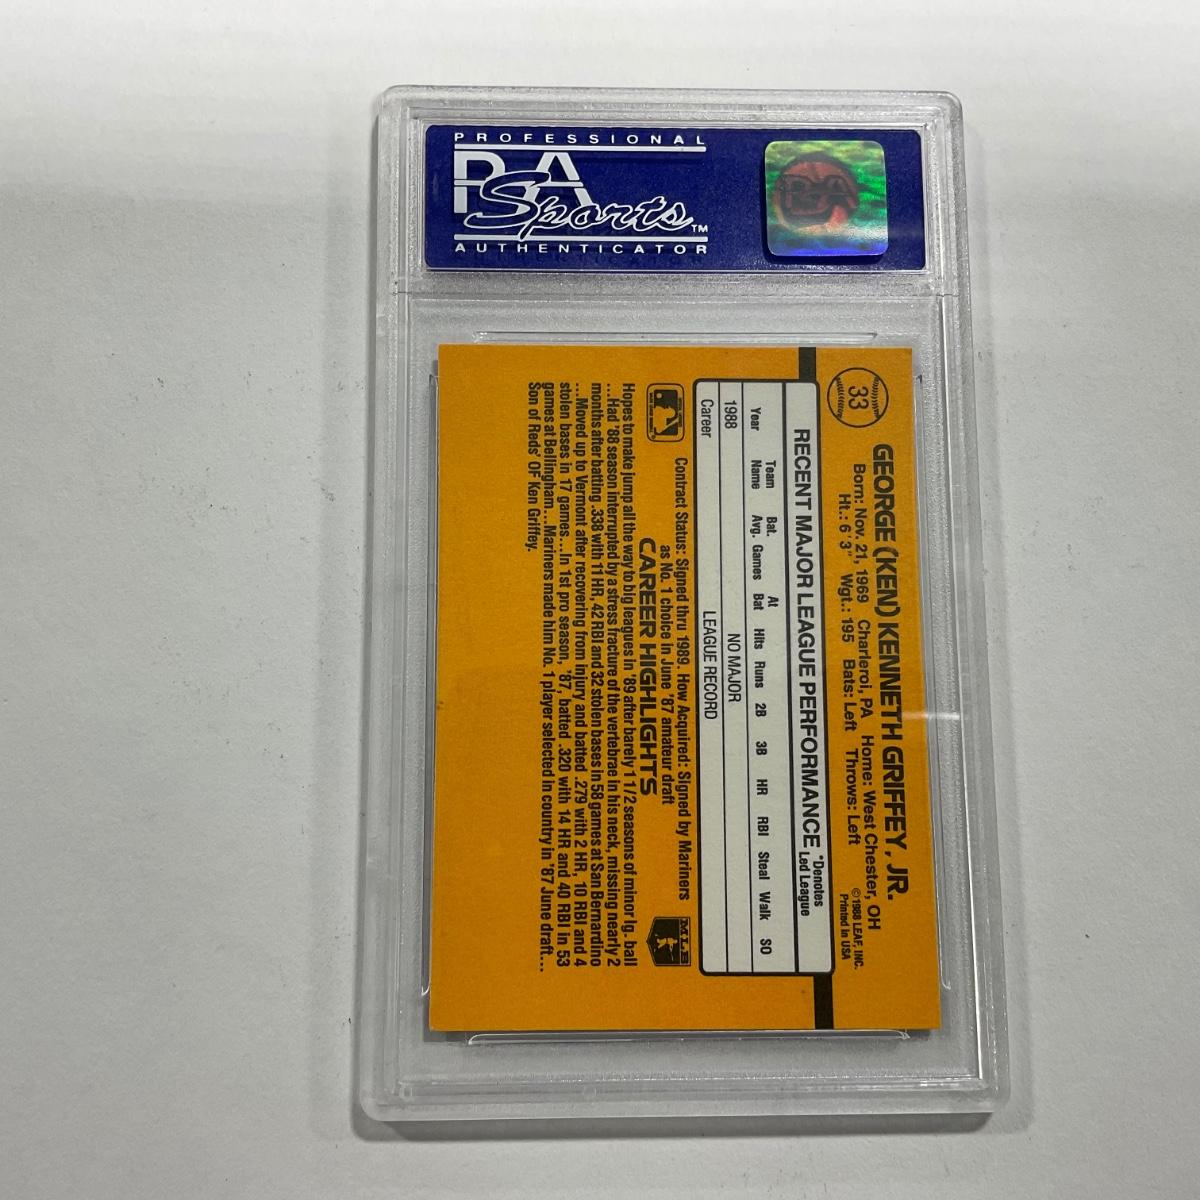 PROFESSIONAL
PSA
Sports™
AUTHENTICATOR
33
GEORGE (KEN) KENNETH GRIFFEY, JR.
Born: Nov. 21, 1969 Charleroi, PA Home: West Chester, OH
Ht.: 6'3" Wgt.: 195 Bats: Left Throws: Left
©1988 LEAF, INC.
Printed in USA
RECENT MAJOR LEAGUE PERFORMANCE
*Denotes
Led League
Year Team Name Bat. Avg. Games At Bat Hits Runs 2B 3B HR RBI Steal Walk SO
1988 NO MAJOR
Career LEAGUE RECORD
Contract Status: Signed thru 1989. How Acquired: Signed by Mariners
as No. 1 choice in June '87 amateur draft
CAREER HIGHLIGHTS
MLB
Hopes to make jump all the way to big leagues in '89 after barely 1 1/2 seasons of minor lg. ball
...Had '88 season interrupted by a stress fracture of the vertebrae in his neck, missing nearly 2
months after batting .338 with 11 HR, 42 RBI and 32 stolen bases in 58 games at San Bernardino
...Moved up to Vermont after recovering from injury and batted .279 with 2 HR, 10 RBI and 4
stolen bases in 17 games...In 1st pro season, '87, batted .320 with 14 HR and 40 RBI in 53
games at Bellingham...Mariners made him No. 1 player selected in country in '87 June draft...
Son of Reds' OF Ken Griffey.